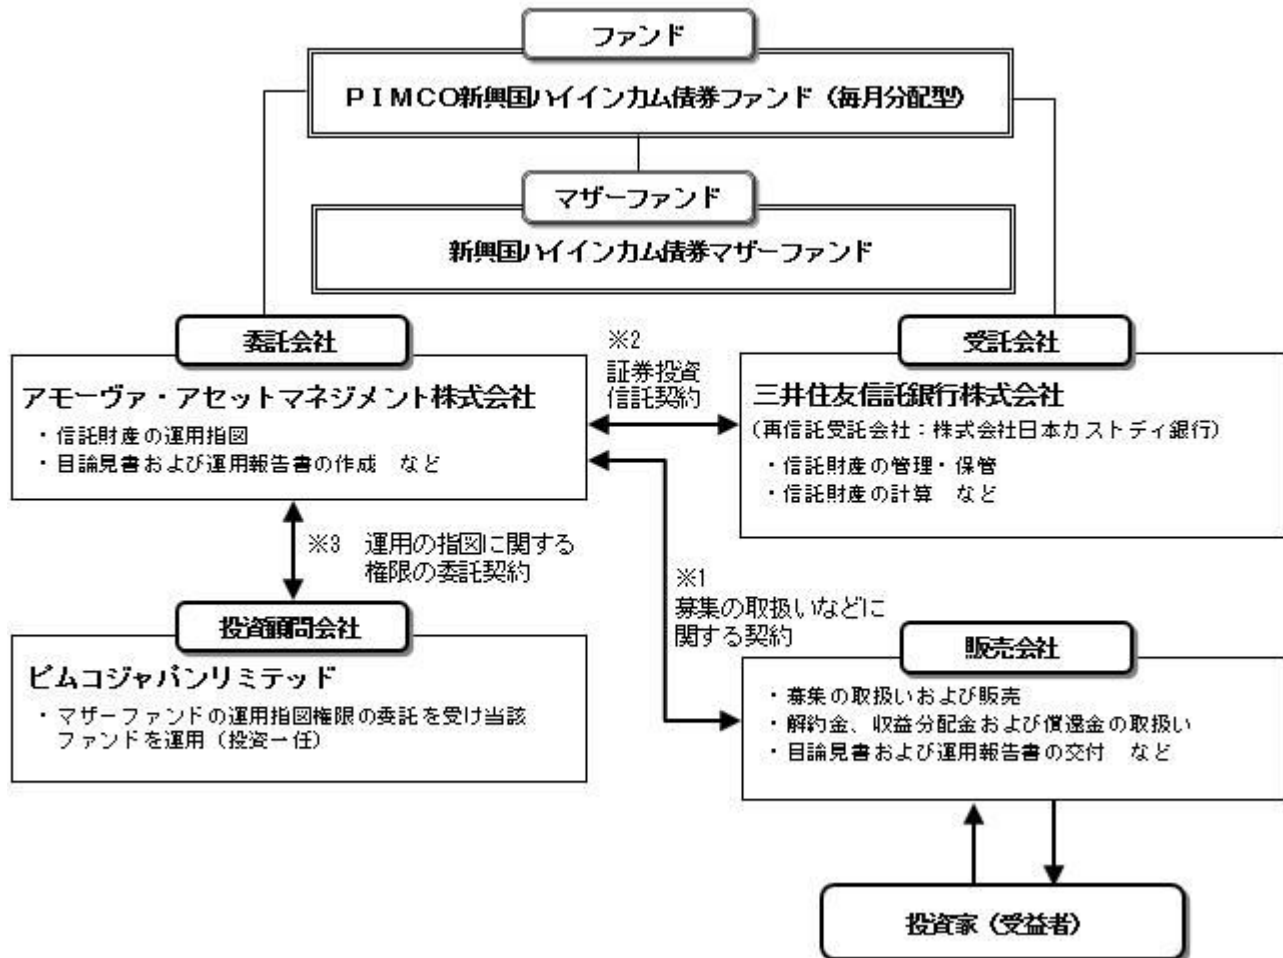 ファンド
ＰＩＭＣＯ新興国ハイインカム債券ファンド（毎月分配型）
マザーファンド
新興国ハイインカム債券マザーファンド
委託会社
アモーヴァ・アセットマネジメント株式会社
・信託財産の運用指図
・目論見書および運用報告書の作成　など
※2
証券投資
信託契約
受託会社
三井住友信託銀行株式会社
（再信託受託会社：株式会社日本カストディ銀行）
・信託財産の管理・保管
・信託財産の計算　など
※3　運用の指図に関する
権限の委託契約
※1
募集の取扱いなどに
関する契約
投資顧問会社
ピムコジャパンリミテッド
・マザーファンドの運用指図権限の委託を受け当該
ファンドを運用（投資一任）
販売会社
・募集の取扱いおよび販売
・解約金、収益分配金および償還金の取扱い
・目論見書および運用報告書の交付　など
投資家（受益者）